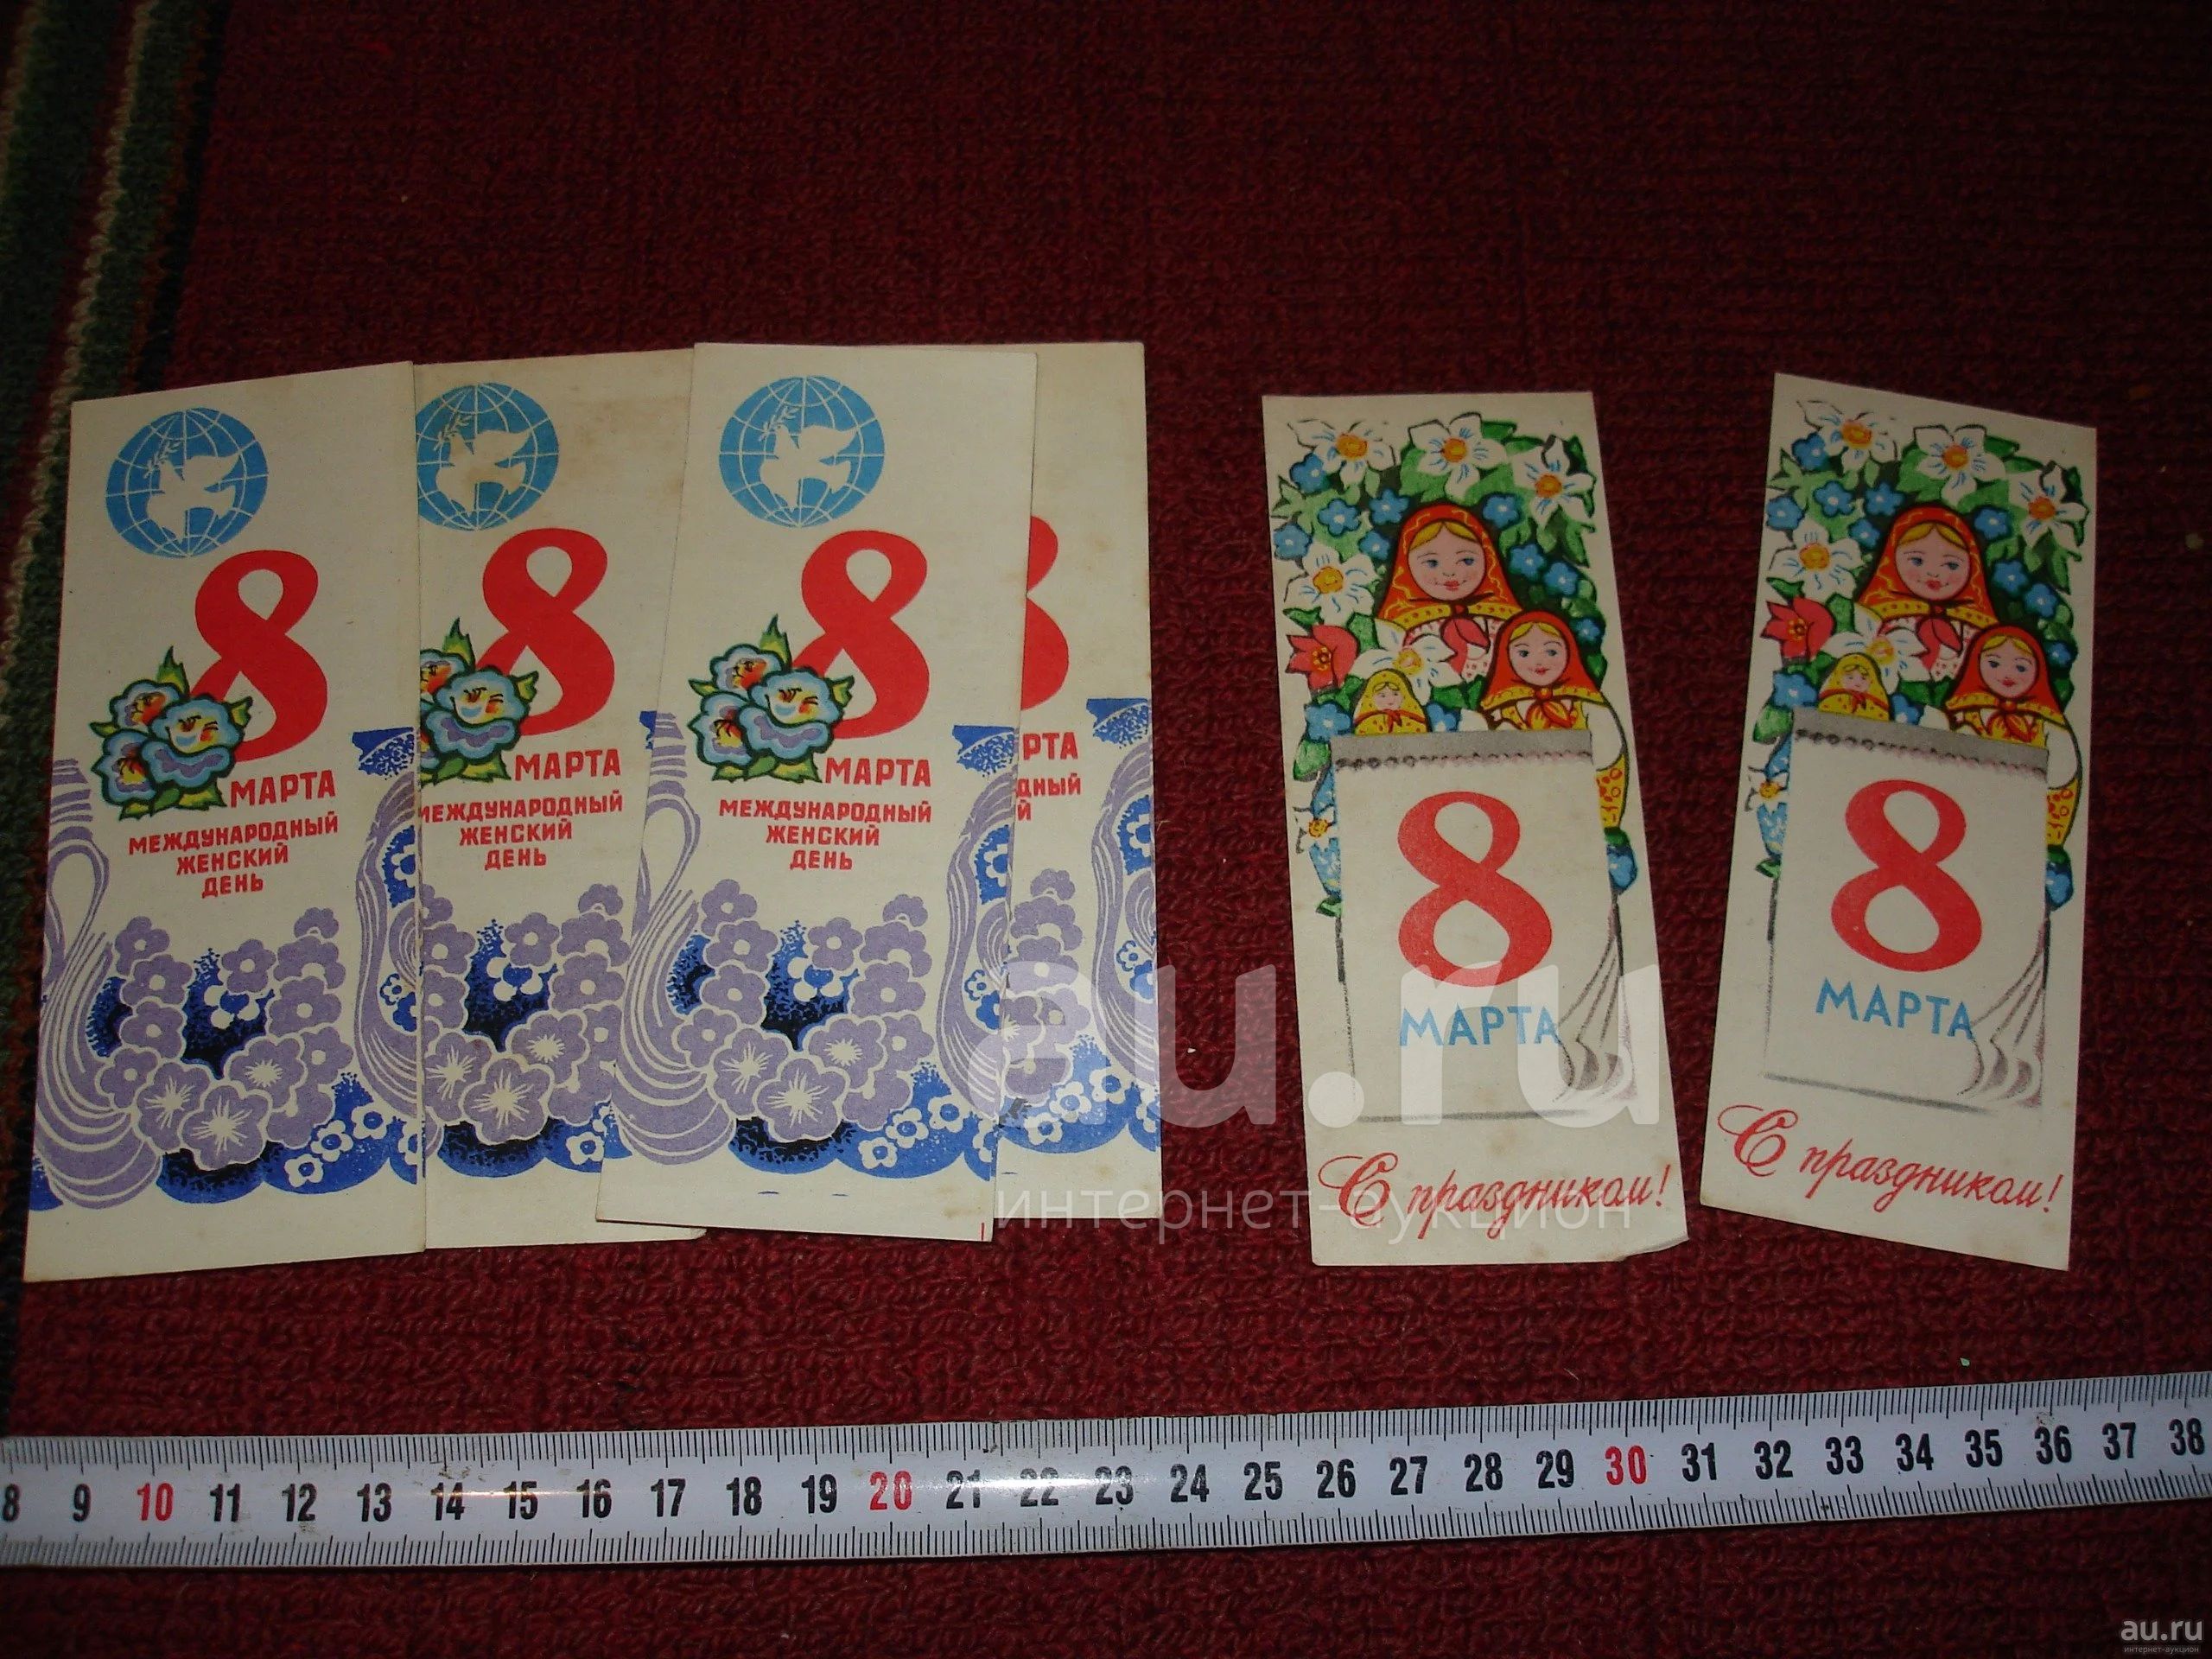 8
МАРТА
МЕЖДУНАРОДНЫЙ
ЖЕНСКИЙ
ДЕНЬ
8
МАРТА
МЕЖДУНАРОДНЫЙ
ЖЕНСКИЙ
ДЕНЬ
8
МАРТА
МЕЖДУНАРОДНЫЙ
ЖЕНСКИЙ
ДЕНЬ
8
РТА
ДНЫЙ
Й
8
МАРТА
С праздником!
8
МАРТА
С праздником!
au.ru
интернет-аукцион
8 9 10 11 12 13 14 15 16 17 18 19 20 21 22 23 24 25 26 27 28 29 30 31 32 33 34 35 36 37 38
au.ru
интернет-аукцион